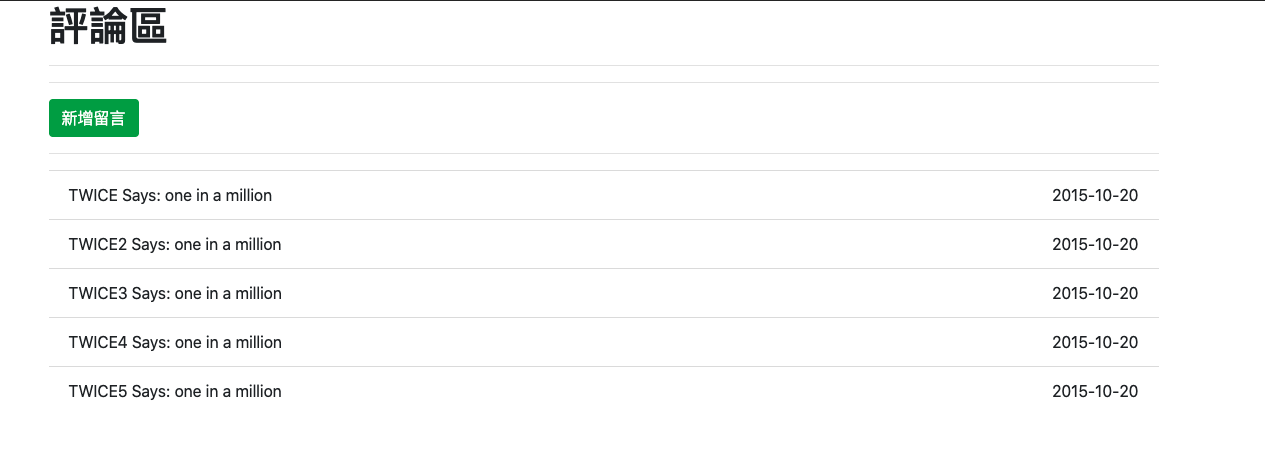 評論區
新增留言
TWICE Says: one in a million 2015-10-20
TWICE2 Says: one in a million 2015-10-20
TWICE3 Says: one in a million 2015-10-20
TWICE4 Says: one in a million 2015-10-20
TWICE5 Says: one in a million 2015-10-20